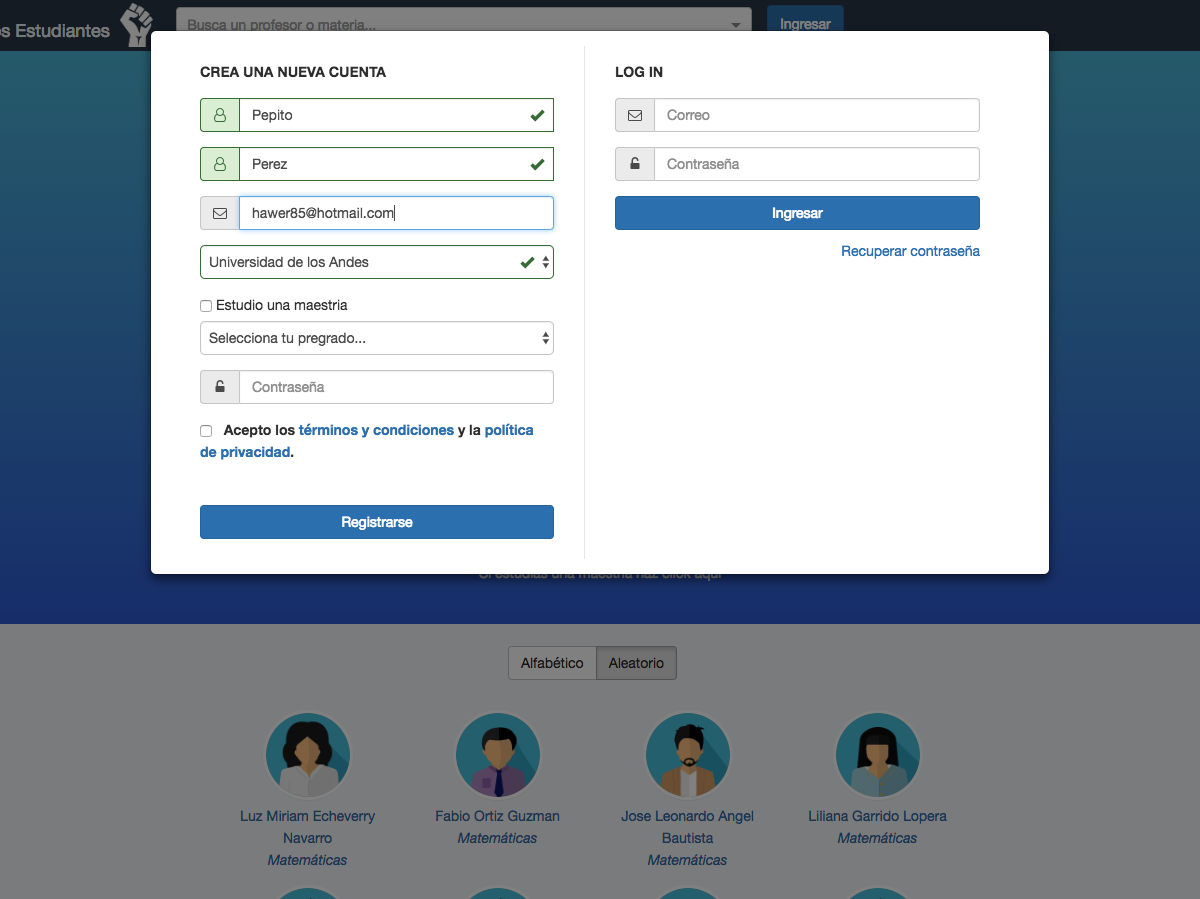 s Estudiantes
Busca un profesor o materia...
Ingresar
CREA UNA NUEVA CUENTA
Pepito
Perez
hawer85@hotmail.com
Universidad de los Andes
Estudio una maestria
Selecciona tu pregrado...
Contraseña
Acepto los términos y condiciones y la política
de privacidad.
Registrarse
LOG IN
Correo
Contraseña
Ingresar
Recuperar contraseña
Si estudias una maestría haz click aquí
Alfabético
Aleatorio
Luz Miriam Echeverry
Navarro
Matemáticas
Fabio Ortiz Guzman
Matemáticas
Jose Leonardo Angel
Bautista
Matemáticas
Liliana Garrido Lopera
Matemáticas